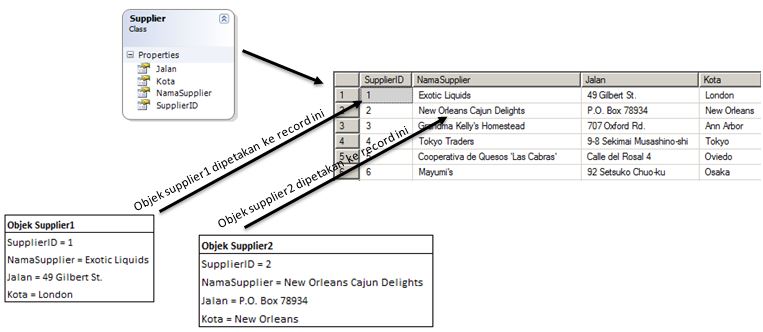 Supplier
Class
Properties
Jalan
Kota
NamaSupplier
SupplierID
SupplierID NamaSupplier Jalan Kota
1 1 Exotic Liquids 49 Gilbert St. London
2 2 New Orleans Cajun Delights P.O. Box 78934 New Orleans
3 3 Grandma Kelly's Homestead 707 Oxford Rd. Ann Arbor
4 4 Tokyo Traders 9-8 Sekimai Musashino-shi Tokyo
5 5 Cooperativa de Quesos 'Las Cabras' Calle del Rosal 4 Oviedo
6 6 Mayumi's 92 Setsuko Chuo-ku Osaka
Objek supplier1 dipetakan ke record ini
Objek supplier2 dipetakan ke record ini
Objek Supplier1
SupplierID = 1
NamaSupplier = Exotic Liquids
Jalan = 49 Gilbert St.
Kota = London
Objek Supplier2
SupplierID = 2
NamaSupplier = New Orleans Cajun Delights
Jalan = P.O. Box 78934
Kota = New Orleans